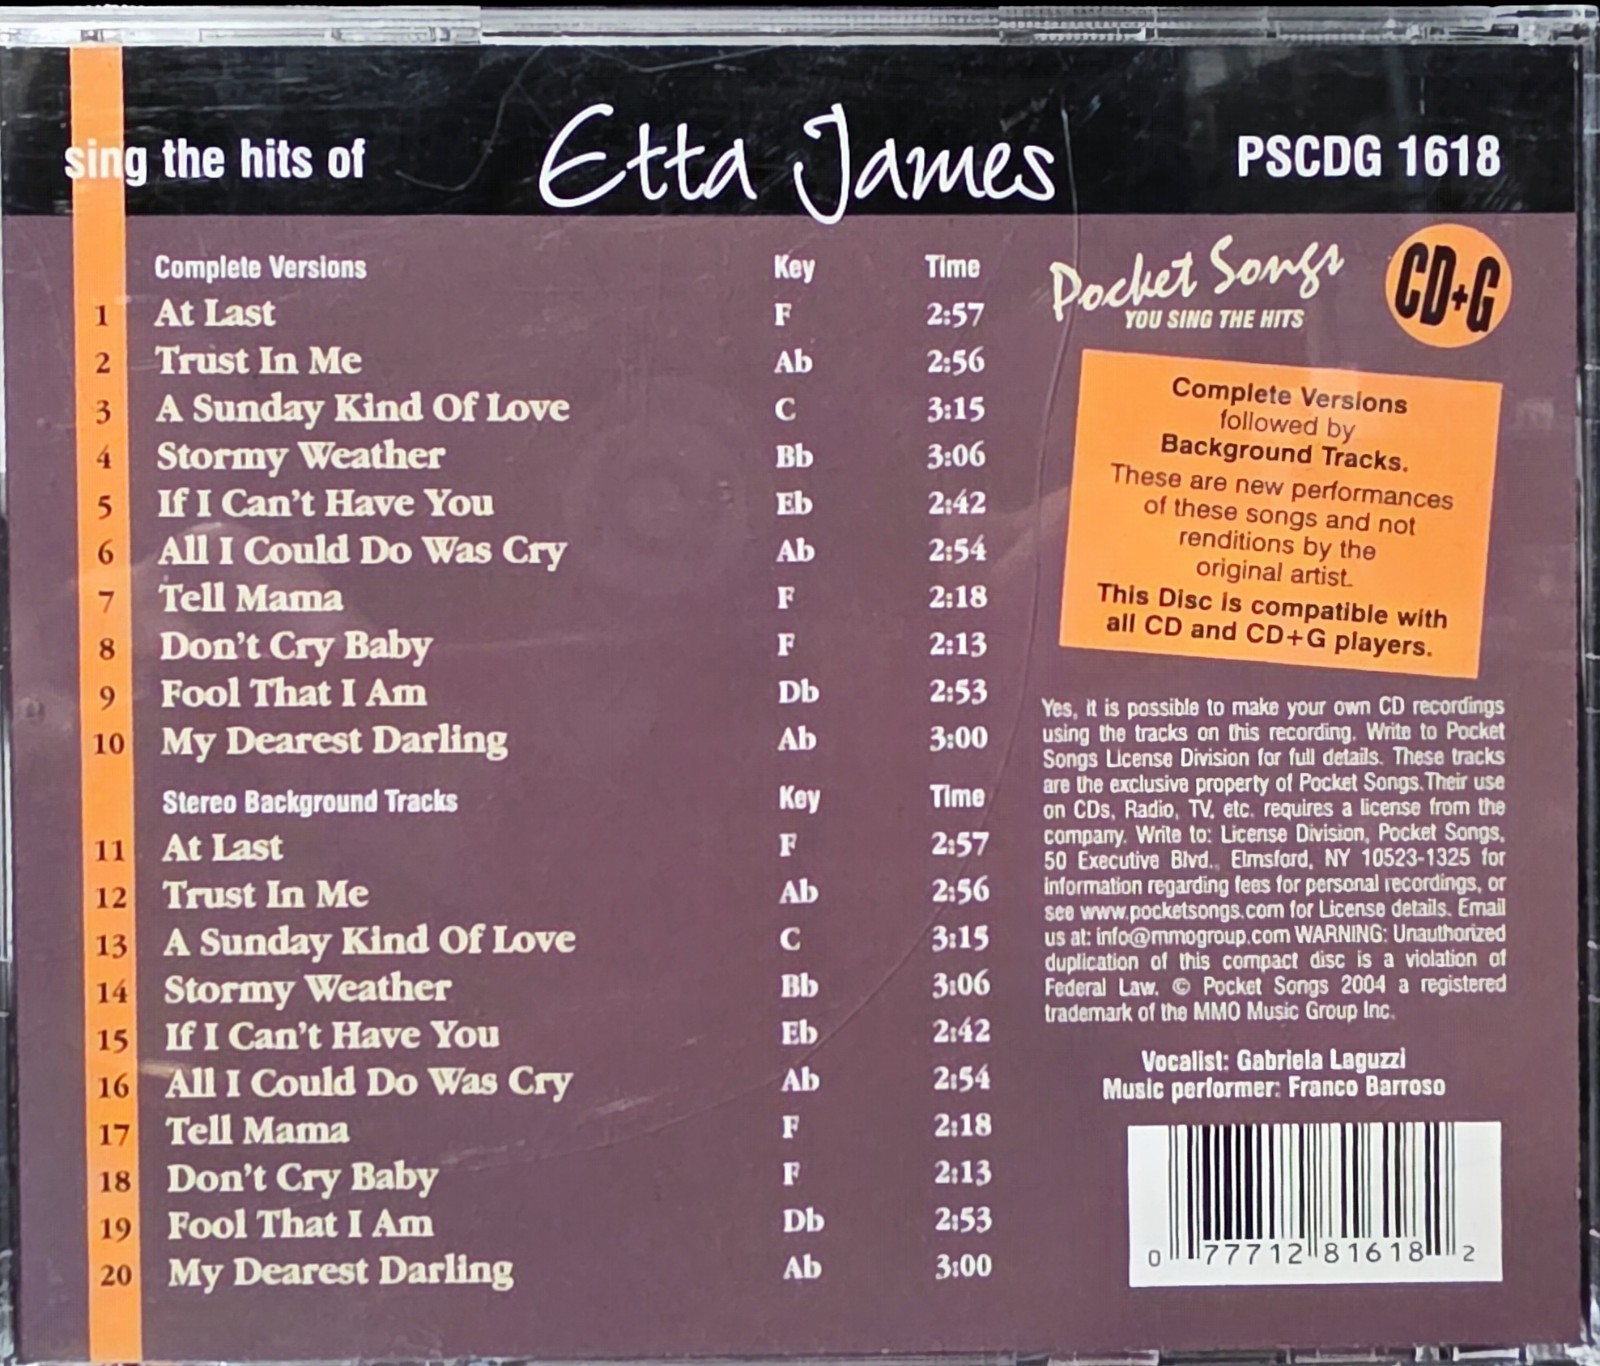 sing the hits of Etta James PSCDG 1618
Complete Versions Key Time
1 At Last F 2:57
2 Trust In Me Ab 2:56
3 A Sunday Kind Of Love C 3:15
4 Stormy Weather Bb 3:06
5 If I Can't Have You Eb 2:42
6 All I Could Do Was Cry Ab 2:54
7 Tell Mama F 2:18
8 Don't Cry Baby F 2:13
9 Fool That I Am Db 2:53
10 My Dearest Darling Ab 3:00
Stereo Background Tracks Key Time
11 At Last F 2:57
12 Trust In Me Ab 2:56
13 A Sunday Kind Of Love C 3:15
14 Stormy Weather Bb 3:06
15 If I Can't Have You Eb 2:42
16 All I Could Do Was Cry Ab 2:54
17 Tell Mama F 2:18
18 Don't Cry Baby F 2:13
19 Fool That I Am Db 2:53
20 My Dearest Darling Ab 3:00
Pocket Songs
YOU SING THE HITS
CD+G
Complete Versions
followed by
Background Tracks.
These are new performances
of these songs and not
renditions by the
original artist.
This Disc is compatible with
all CD and CD+G players.
Yes, it is possible to make your own CD recordings
using the tracks on this recording. Write to Pocket
Songs License Division for full details. These tracks
are the exclusive property of Pocket Songs.Their use
on CDs, Radio, TV, etc. requires a license from the
company. Write to: License Division, Pocket Songs,
50 Executive Blvd., Elmsford, NY 10523-1325 for
information regarding fees for personal recordings, or
see www.pocketsongs.com for License details. Email
us at: info@mmogroup.com WARNING: Unauthorized
duplication of this compact disc is a violation of
Federal Law. © Pocket Songs 2004 a registered
trademark of the MMO Music Group Inc.
Vocalist: Gabriela Laguzzi
Music performer: Franco Barroso
0 77712 81618 2